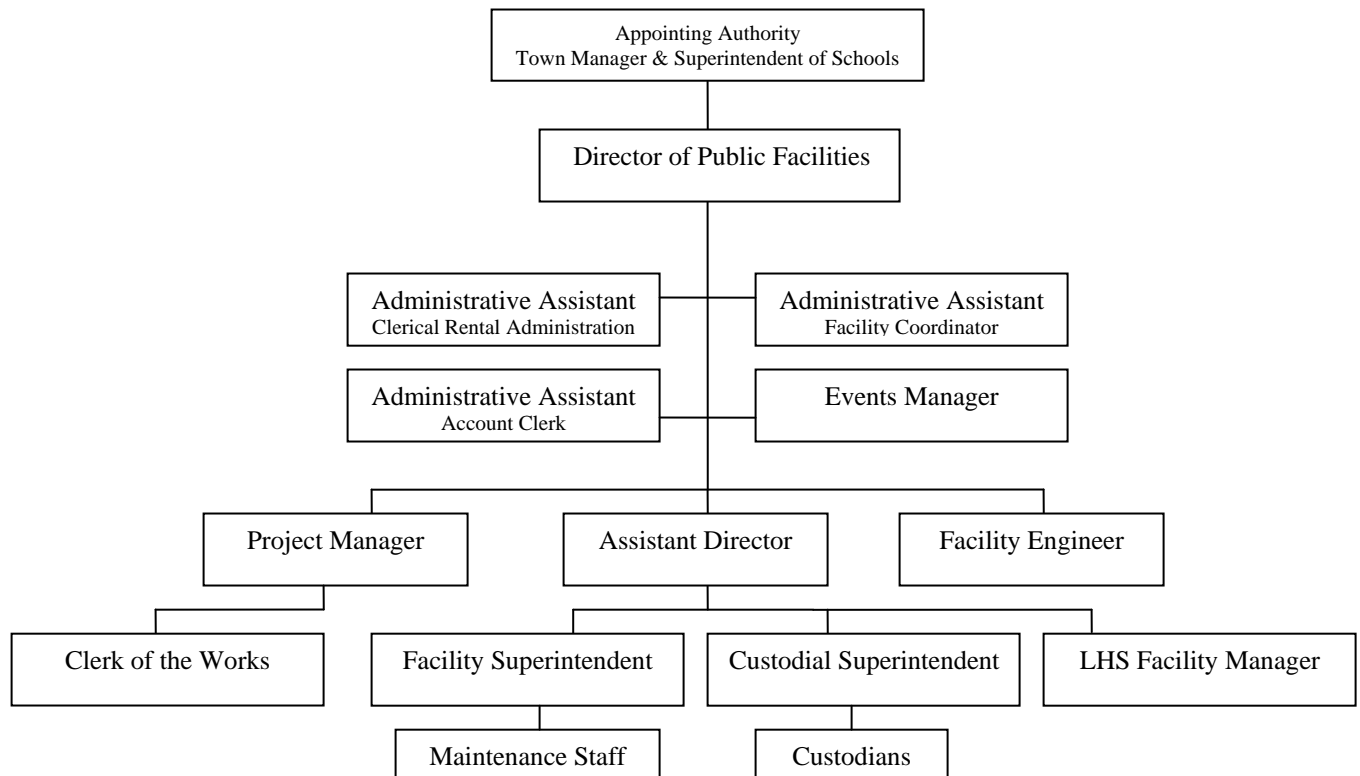 Appointing Authority
Town Manager & Superintendent of Schools
Director of Public Facilities
Administrative Assistant
Clerical Rental Administration
Administrative Assistant
Facility Coordinator
Administrative Assistant
Account Clerk
Events Manager
Project Manager
Assistant Director
Facility Engineer
Clerk of the Works
Facility Superintendent
Custodial Superintendent
LHS Facility Manager
Maintenance Staff
Custodians